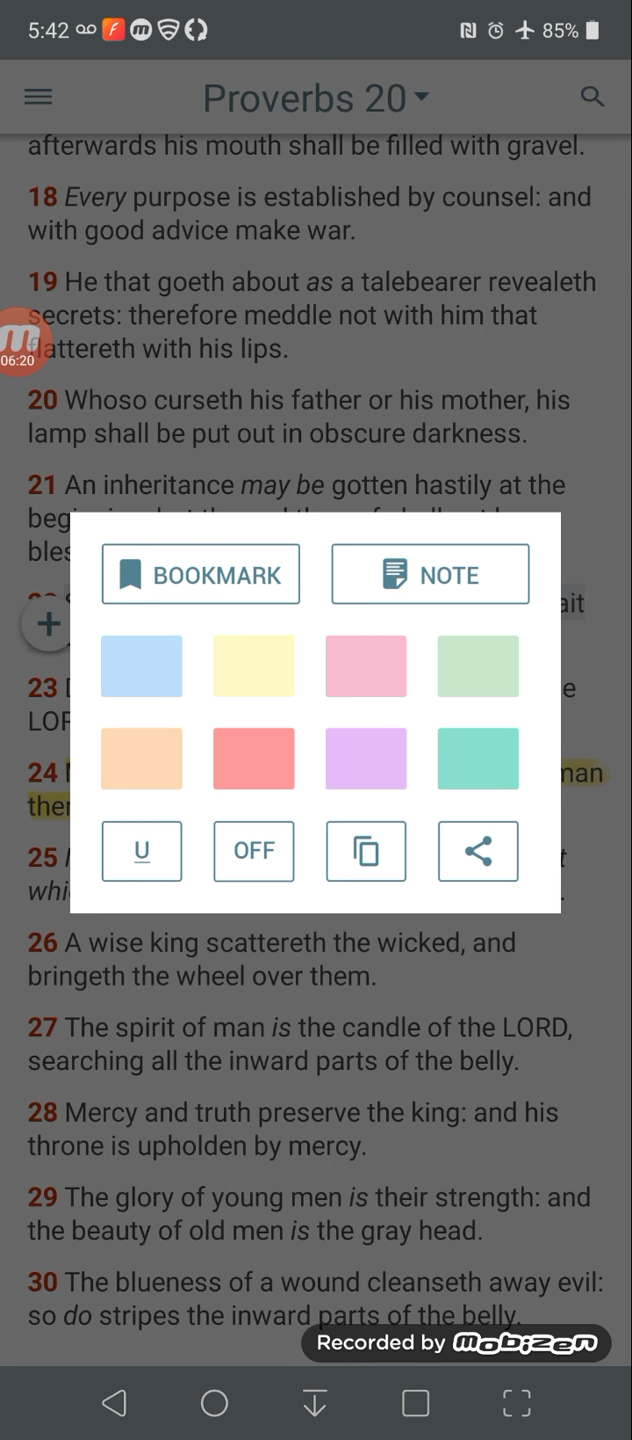 5:42
85%
Proverbs 20
afterwards his mouth shall be filled with gravel.
18 Every purpose is established by counsel: and
with good advice make war.
19 He that goeth about as a talebearer revealeth
secrets: therefore meddle not with him that
flattereth with his lips.
06:20
20 Whoso curseth his father or his mother, his
lamp shall be put out in obscure darkness.
21 An inheritance may be gotten hastily at the
BOOKMARK
NOTE
23
24
25
U
OFF
26 A wise king scattereth the wicked, and
bringeth the wheel over them.
27 The spirit of man is the candle of the LORD,
searching all the inward parts of the belly.
28 Mercy and truth preserve the king: and his
throne is upholden by mercy.
29 The glory of young men is their strength: and
the beauty of old men is the gray head.
30 The blueness of a wound cleanseth away evil:
so do stripes the inward parts of the belly.
Recorded by Mobizen